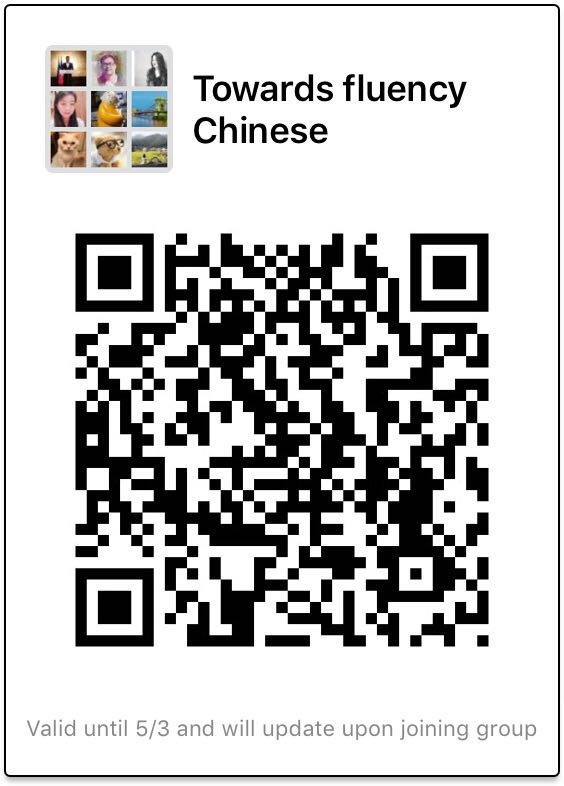 Towards fluency
Chinese
Valid until 5/3 and will update upon joining group